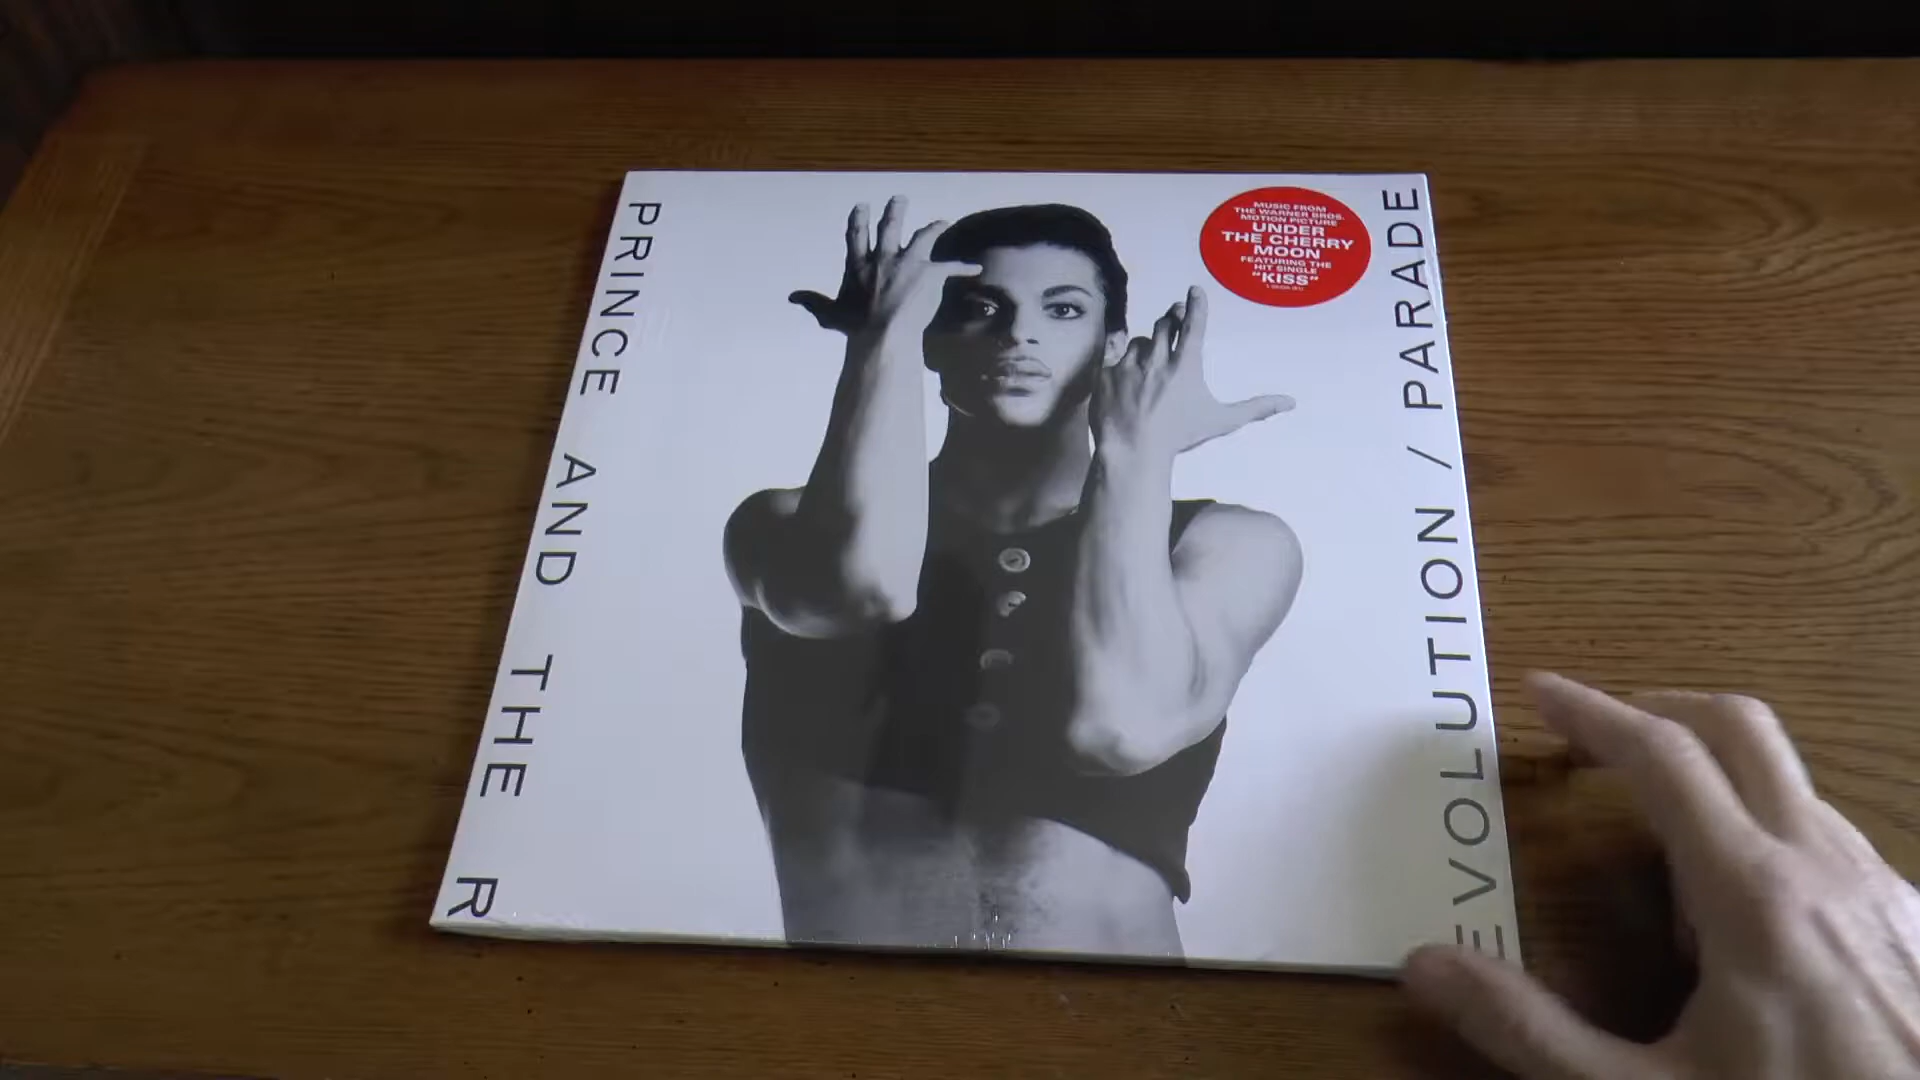 PRINCE AND THE R
EVOLUTION / PARADE
MUSIC FROM
THE WARNER BROS.
MOTION PICTURE
UNDER
THE CHERRY
MOON
FEATURING THE
HIT SINGLE
"KISS"